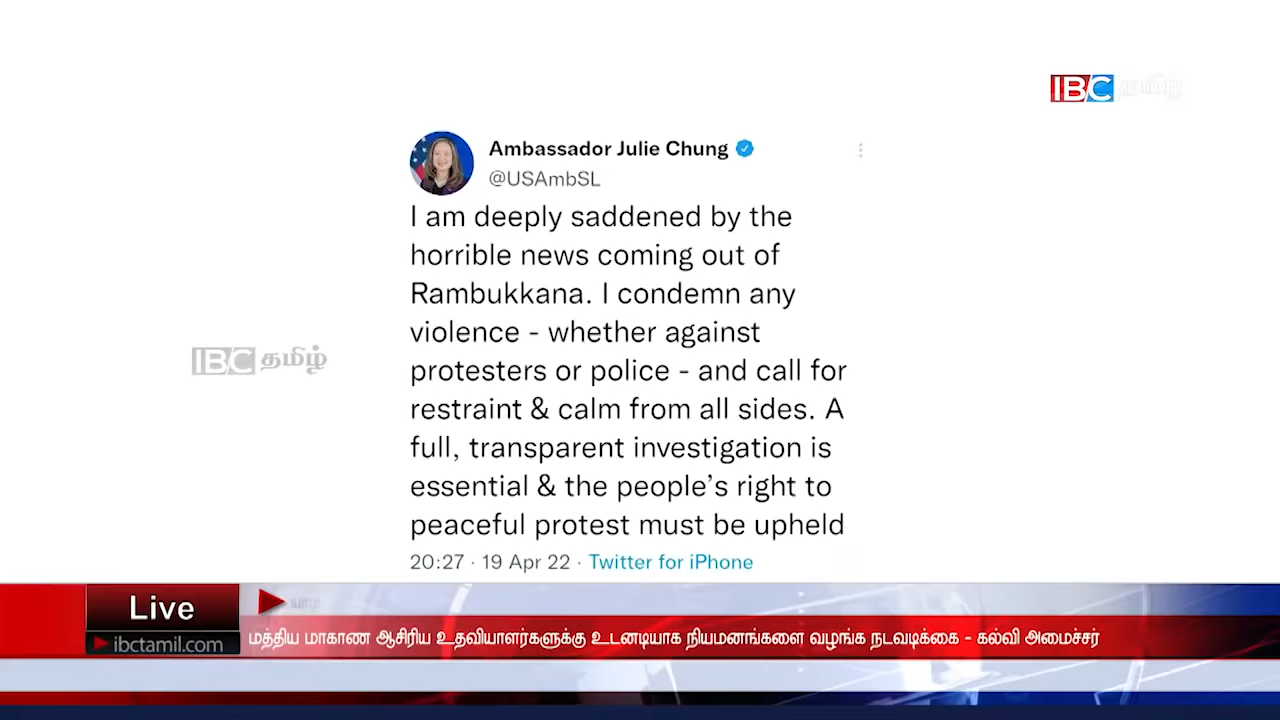 IBC தமிழ்
Ambassador Julie Chung
@USAmbSL
I am deeply saddened by the
horrible news coming out of
Rambukkana. I condemn any
violence - whether against
protesters or police - and call for
restraint & calm from all sides. A
full, transparent investigation is
essential & the people's right to
peaceful protest must be upheld
20:27 · 19 Apr 22 · Twitter for iPhone
IBC தமிழ்
Live
ibctamil.com
மத்திய மாகாண ஆசிரிய உதவியாளர்களுக்கு உடனடியாக நியமனங்களை வழங்க நடவடிக்கை - கல்வி அமைச்சர்